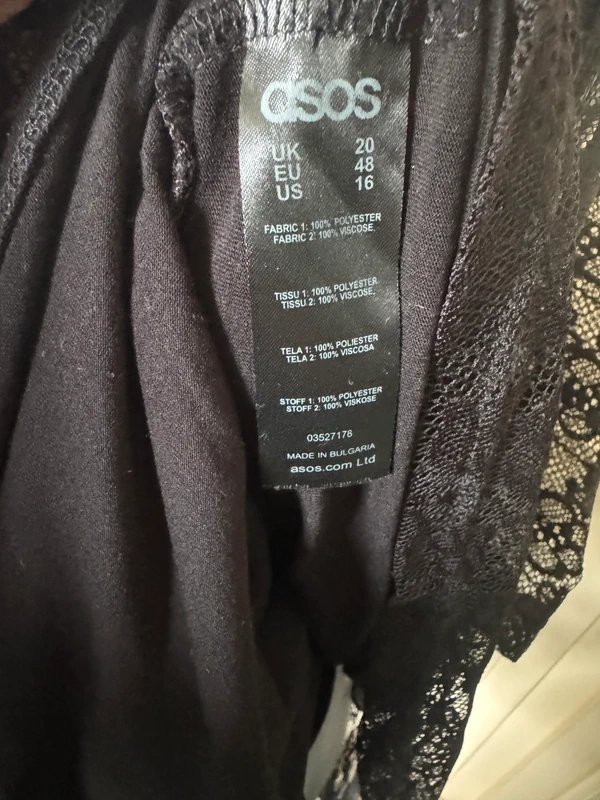 asos
UK 20
EU 48
US 16
FABRIC 1: 100% POLYESTER
FABRIC 2: 100% VISCOSE.
TISSU 1: 100% POLYESTER
TISSU 2: 100% VISCOSE.
TELA 1: 100% POLIESTER
TELA 2: 100% VISCOSA
STOFF 1: 100% POLYESTER
STOFF 2: 100% VISKOSE
03527178
MADE IN BULGARIA
asos.com Ltd